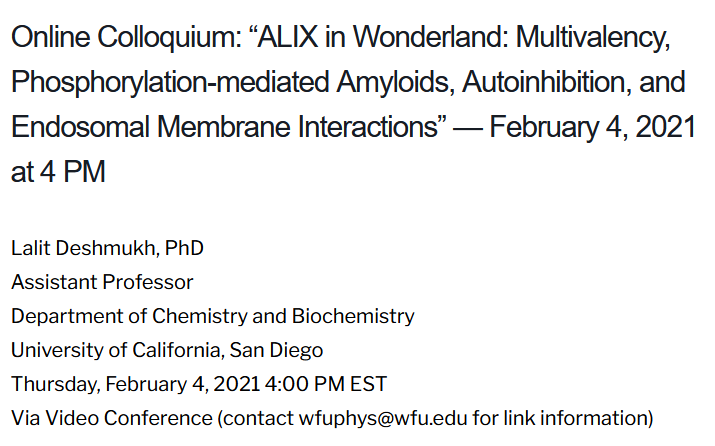 Online Colloquium: “ALIX in Wonderland: Multivalency,
Phosphorylation-mediated Amyloids, Autoinhibition, and
Endosomal Membrane Interactions” — February 4, 2021
at 4 PM
Lalit Deshmukh, PhD
Assistant Professor
Department of Chemistry and Biochemistry
University of California, San Diego
Thursday, February 4, 2021 4:00 PM EST
Via Video Conference (contact wfuphys@wfu.edu for link information)